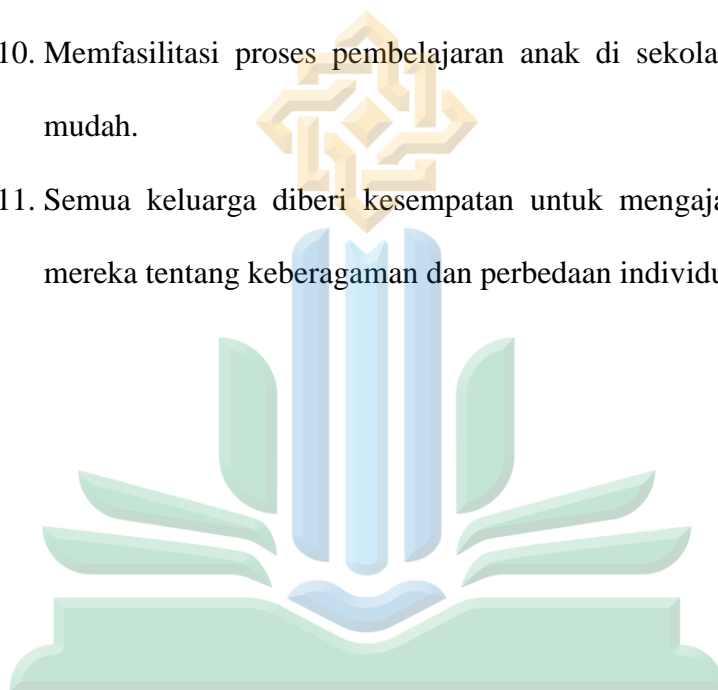 10. Memfasilitasi proses pembelajaran anak di sekola
mudah.
11. Semua keluarga diberi kesempatan untuk mengaja
mereka tentang keberagaman dan perbedaan individu